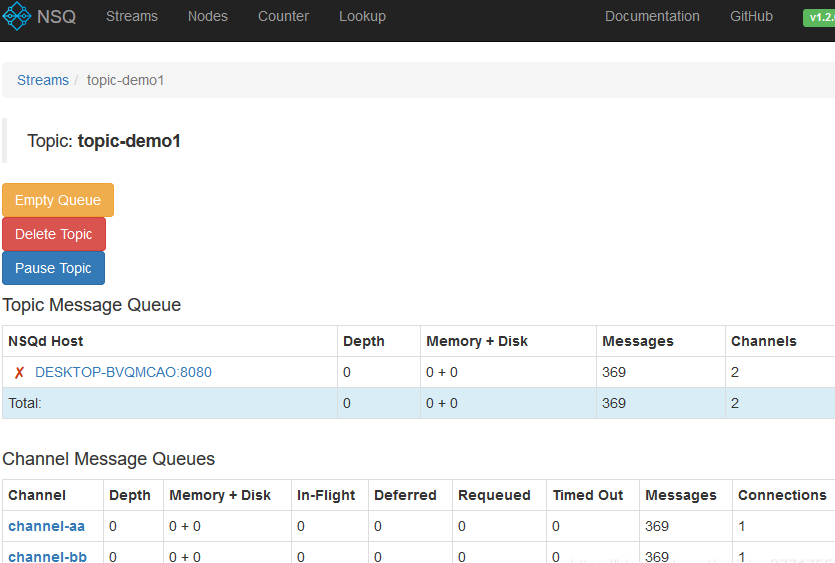 NSQ Streams Nodes Counter Lookup Documentation GitHub v1.2.
Streams / topic-demo1
Topic: topic-demo1
Empty Queue
Delete Topic
Pause Topic
Topic Message Queue
NSQd Host Depth Memory + Disk Messages Channels
✗ DESKTOP-BVQMCAO:8080 0 0 + 0 369 2
Total: 0 0 + 0 369 2
Channel Message Queues
Channel Depth Memory + Disk In-Flight Deferred Requeued Timed Out Messages Connections
channel-aa 0 0 + 0 0 0 0 0 369 1
channel-bb 0 0 + 0 0 0 0 0 369 1